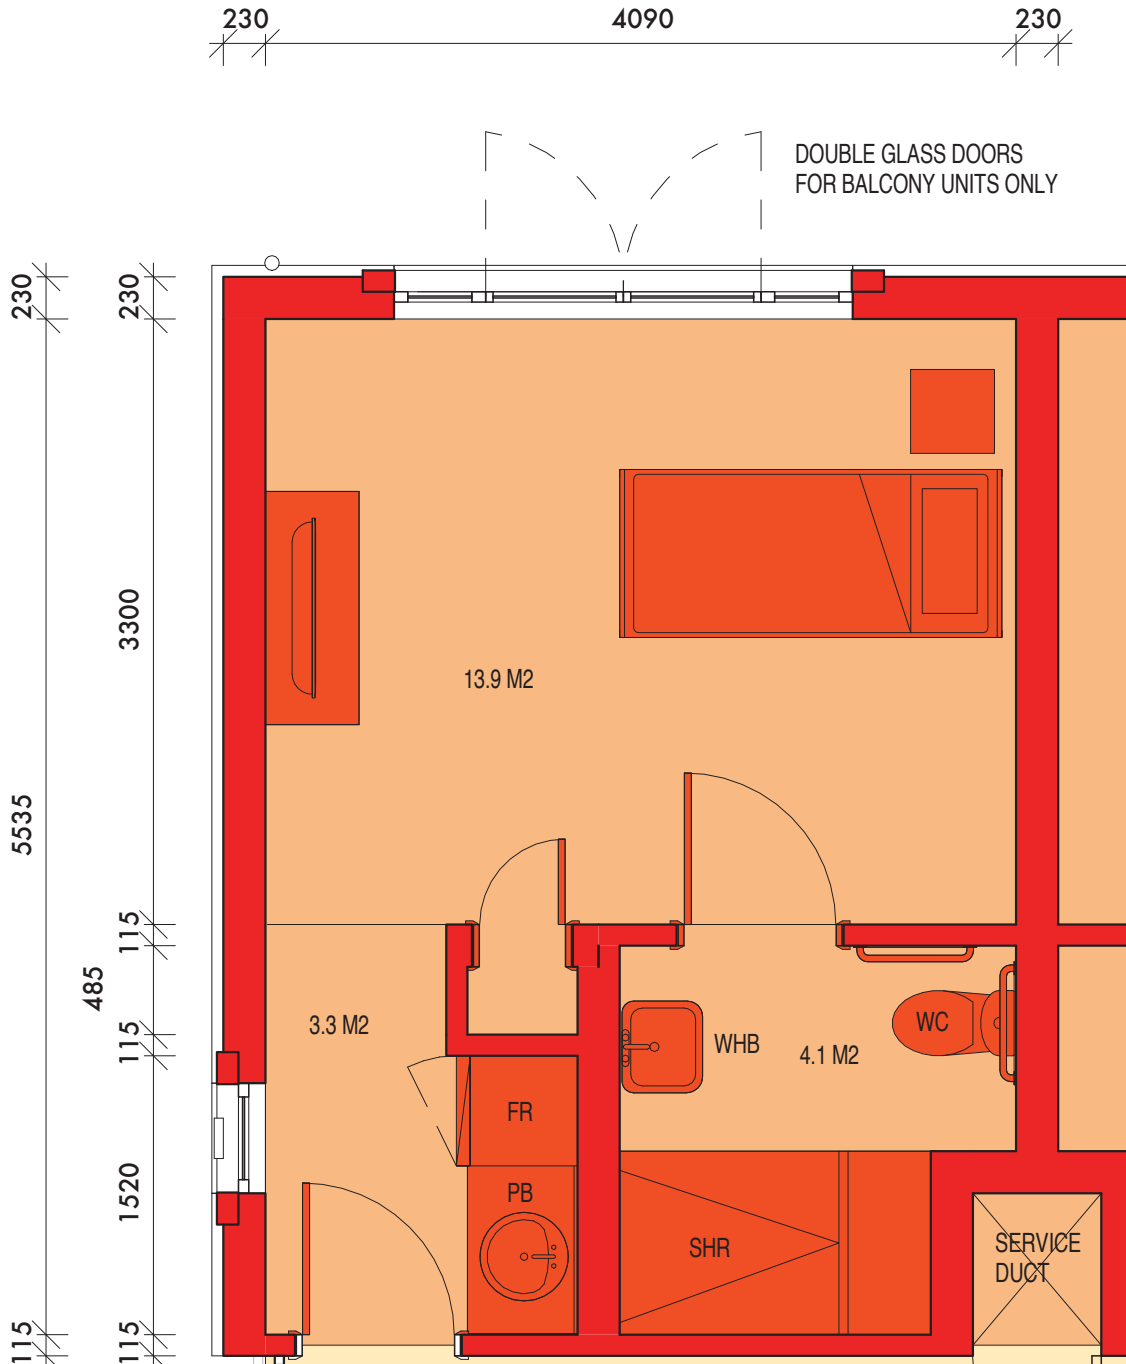 230
4090
230
DOUBLE GLASS DOORS
FOR BALCONY UNITS ONLY
230
230
3300
13.9 M2
5535
115
485
3.3 M2
WC
WHB
4.1 M2
115
FR
1520
PB
SHR
SERVICE
DUCT
115
115